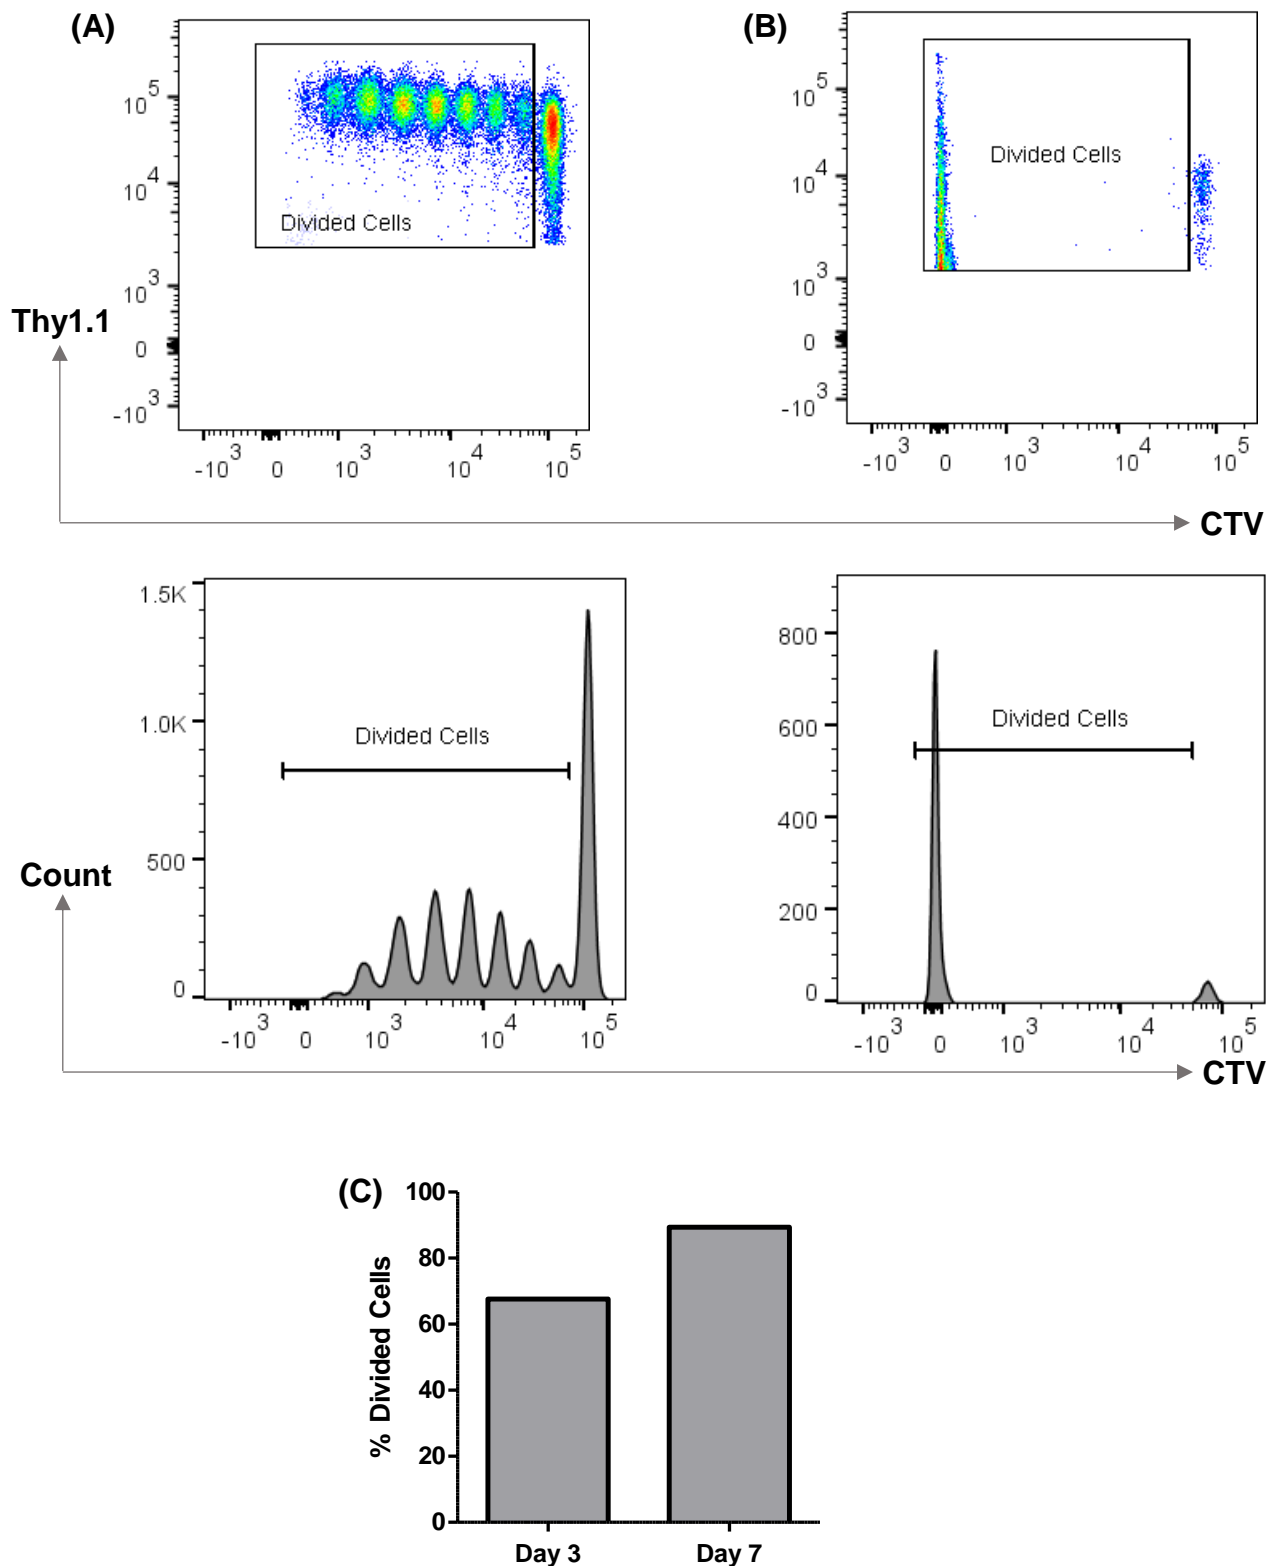 (A)
10^5
10^4
Divided Cells
10^3
0
-10^3
-10^3 0 10^3 10^4 10^5
Thy1.1
(B)
10^5
Divided Cells
10^4
10^3
0
-10^3
-10^3 0 10^3 10^4 10^5
CTV
1.5K
1.0K
Divided Cells
500
0
-10^3 0 10^3 10^4 10^5
Count
800
Divided Cells
600
400
200
0
-10^3 0 10^3 10^4 10^5
CTV
(C)
100
80
60
40
20
0
% Divided Cells
Day 3 Day 7